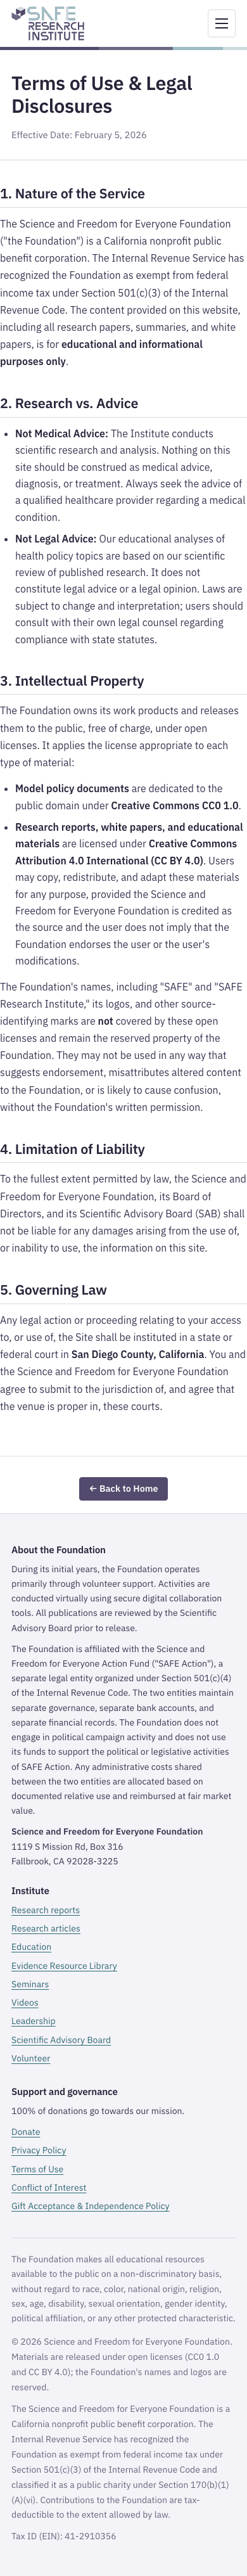 SAFE
RESEARCH
INSTITUTE
Terms of Use & Legal
Disclosures
Effective Date: February 5, 2026
1. Nature of the Service
The Science and Freedom for Everyone Foundation
("the Foundation") is a California nonprofit public
benefit corporation. The Internal Revenue Service has
recognized the Foundation as exempt from federal
income tax under Section 501(c)(3) of the Internal
Revenue Code. The content provided on this website,
including all research papers, summaries, and white
papers, is for educational and informational
purposes only.
2. Research vs. Advice
• Not Medical Advice: The Institute conducts
scientific research and analysis. Nothing on this
site should be construed as medical advice,
diagnosis, or treatment. Always seek the advice of
a qualified healthcare provider regarding a medical
condition.
• Not Legal Advice: Our educational analyses of
health policy topics are based on our scientific
review of published research. It does not
constitute legal advice or a legal opinion. Laws are
subject to change and interpretation; users should
consult with their own legal counsel regarding
compliance with state statutes.
3. Intellectual Property
The Foundation owns its work products and releases
them to the public, free of charge, under open
licenses. It applies the license appropriate to each
type of material:
• Model policy documents are dedicated to the
public domain under Creative Commons CC0 1.0.
• Research reports, white papers, and educational
materials are licensed under Creative Commons
Attribution 4.0 International (CC BY 4.0). Users
may copy, redistribute, and adapt these materials
for any purpose, provided the Science and
Freedom for Everyone Foundation is credited as
the source and the user does not imply that the
Foundation endorses the user or the user's
modifications.
The Foundation's names, including "SAFE" and "SAFE
Research Institute," its logos, and other source-
identifying marks are not covered by these open
licenses and remain the reserved property of the
Foundation. They may not be used in any way that
suggests endorsement, misattributes altered content
to the Foundation, or is likely to cause confusion,
without the Foundation's written permission.
4. Limitation of Liability
To the fullest extent permitted by law, the Science and
Freedom for Everyone Foundation, its Board of
Directors, and its Scientific Advisory Board (SAB) shall
not be liable for any damages arising from the use of,
or inability to use, the information on this site.
5. Governing Law
Any legal action or proceeding relating to your access
to, or use of, the Site shall be instituted in a state or
federal court in San Diego County, California. You and
the Science and Freedom for Everyone Foundation
agree to submit to the jurisdiction of, and agree that
the venue is proper in, these courts.
← Back to Home
About the Foundation
During its initial years, the Foundation operates
primarily through volunteer support. Activities are
conducted virtually using secure digital collaboration
tools. All publications are reviewed by the Scientific
Advisory Board prior to release.
The Foundation is affiliated with the Science and
Freedom for Everyone Action Fund ("SAFE Action"), a
separate legal entity organized under Section 501(c)(4)
of the Internal Revenue Code. The two entities maintain
separate governance, separate bank accounts, and
separate financial records. The Foundation does not
engage in political campaign activity and does not use
its funds to support the political or legislative activities
of SAFE Action. Any administrative costs shared
between the two entities are allocated based on
documented relative use and reimbursed at fair market
value.
Science and Freedom for Everyone Foundation
1119 S Mission Rd, Box 316
Fallbrook, CA 92028-3225
Institute
Research reports
Research articles
Education
Evidence Resource Library
Seminars
Videos
Leadership
Scientific Advisory Board
Volunteer
Support and governance
100% of donations go towards our mission.
Donate
Privacy Policy
Terms of Use
Conflict of Interest
Gift Acceptance & Independence Policy
The Foundation makes all educational resources
available to the public on a non-discriminatory basis,
without regard to race, color, national origin, religion,
sex, age, disability, sexual orientation, gender identity,
political affiliation, or any other protected characteristic.
© 2026 Science and Freedom for Everyone Foundation.
Materials are released under open licenses (CC0 1.0
and CC BY 4.0); the Foundation's names and logos are
reserved.
The Science and Freedom for Everyone Foundation is a
California nonprofit public benefit corporation. The
Internal Revenue Service has recognized the
Foundation as exempt from federal income tax under
Section 501(c)(3) of the Internal Revenue Code and
classified it as a public charity under Section 170(b)(1)
(A)(vi). Contributions to the Foundation are tax-
deductible to the extent allowed by law.
Tax ID (EIN): 41-2910356